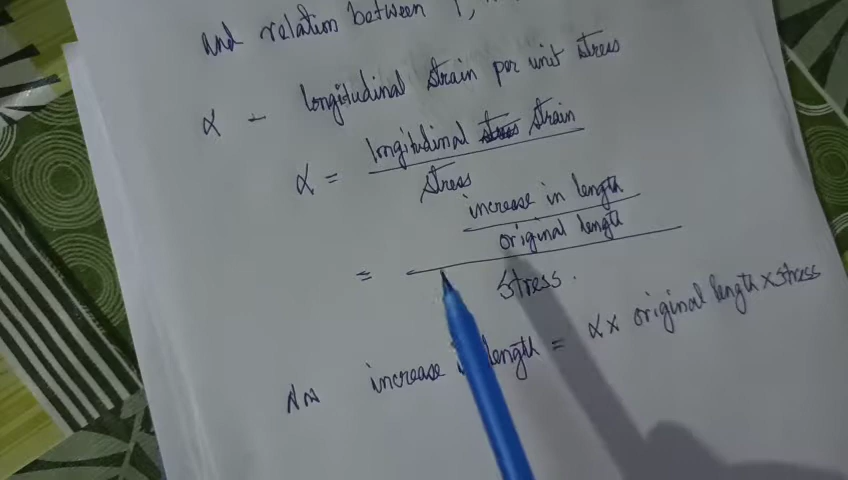 and relation between
α - longitudinal strain per unit stress
α = longitudinal strain
stress
increase in length
original length
=
stress.
increase length = α x original length x stress